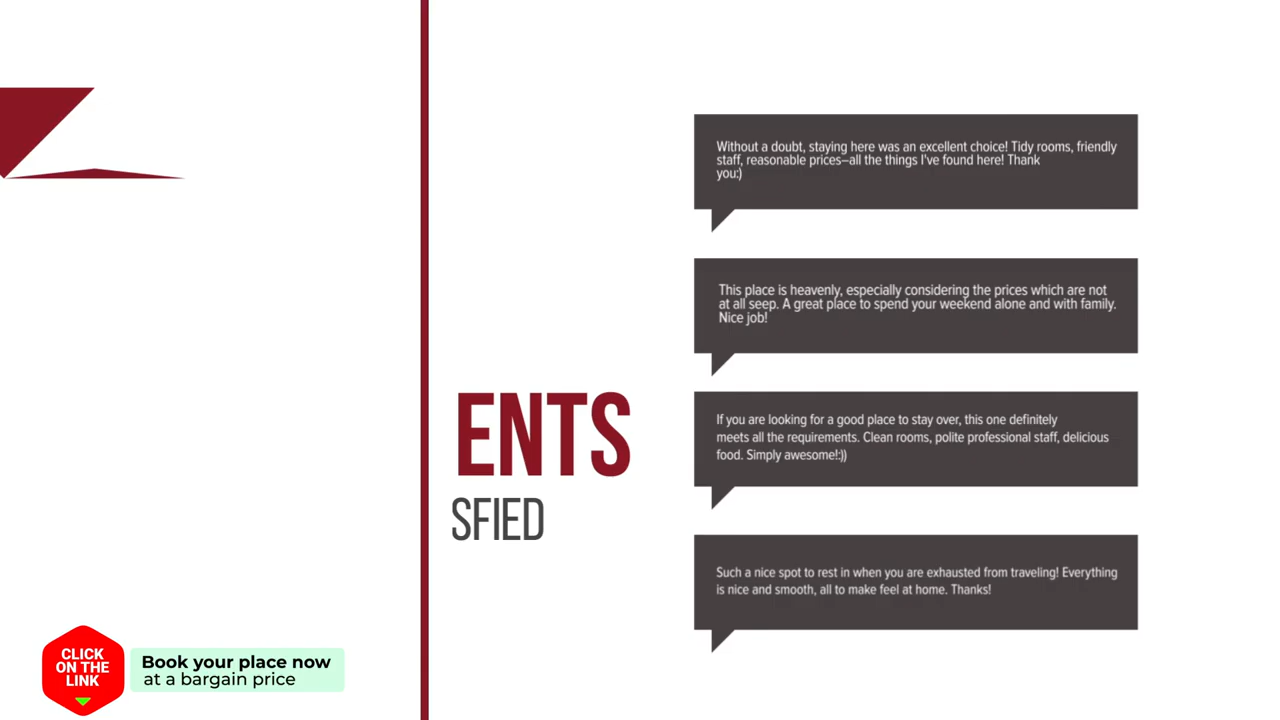 Without a doubt, staying here was an excellent choice! Tidy rooms, friendly
staff, reasonable prices—all the things I've found here! Thank
you:)
This place is heavenly, especially considering the prices which are not
at all seep. A great place to spend your weekend alone and with family.
Nice job!
ENTS
SFIED
If you are looking for a good place to stay over, this one definitely
meets all the requirements. Clean rooms, polite professional staff, delicious
food. Simply awesome!:))
Such a nice spot to rest in when you are exhausted from traveling! Everything
is nice and smooth, all to make feel at home. Thanks!
CLICK
ON THE
LINK
Book your place now
at a bargain price